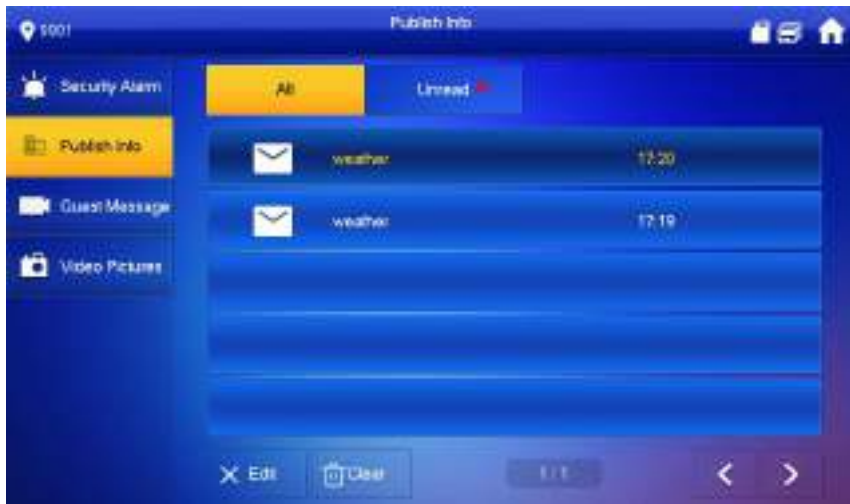 9001
Publish Info
Security Alarm
All
Unread
Publish Info
weather
17:20
Guest Message
weather
17:19
Video Pictures
Edit
Clear
1 / 1